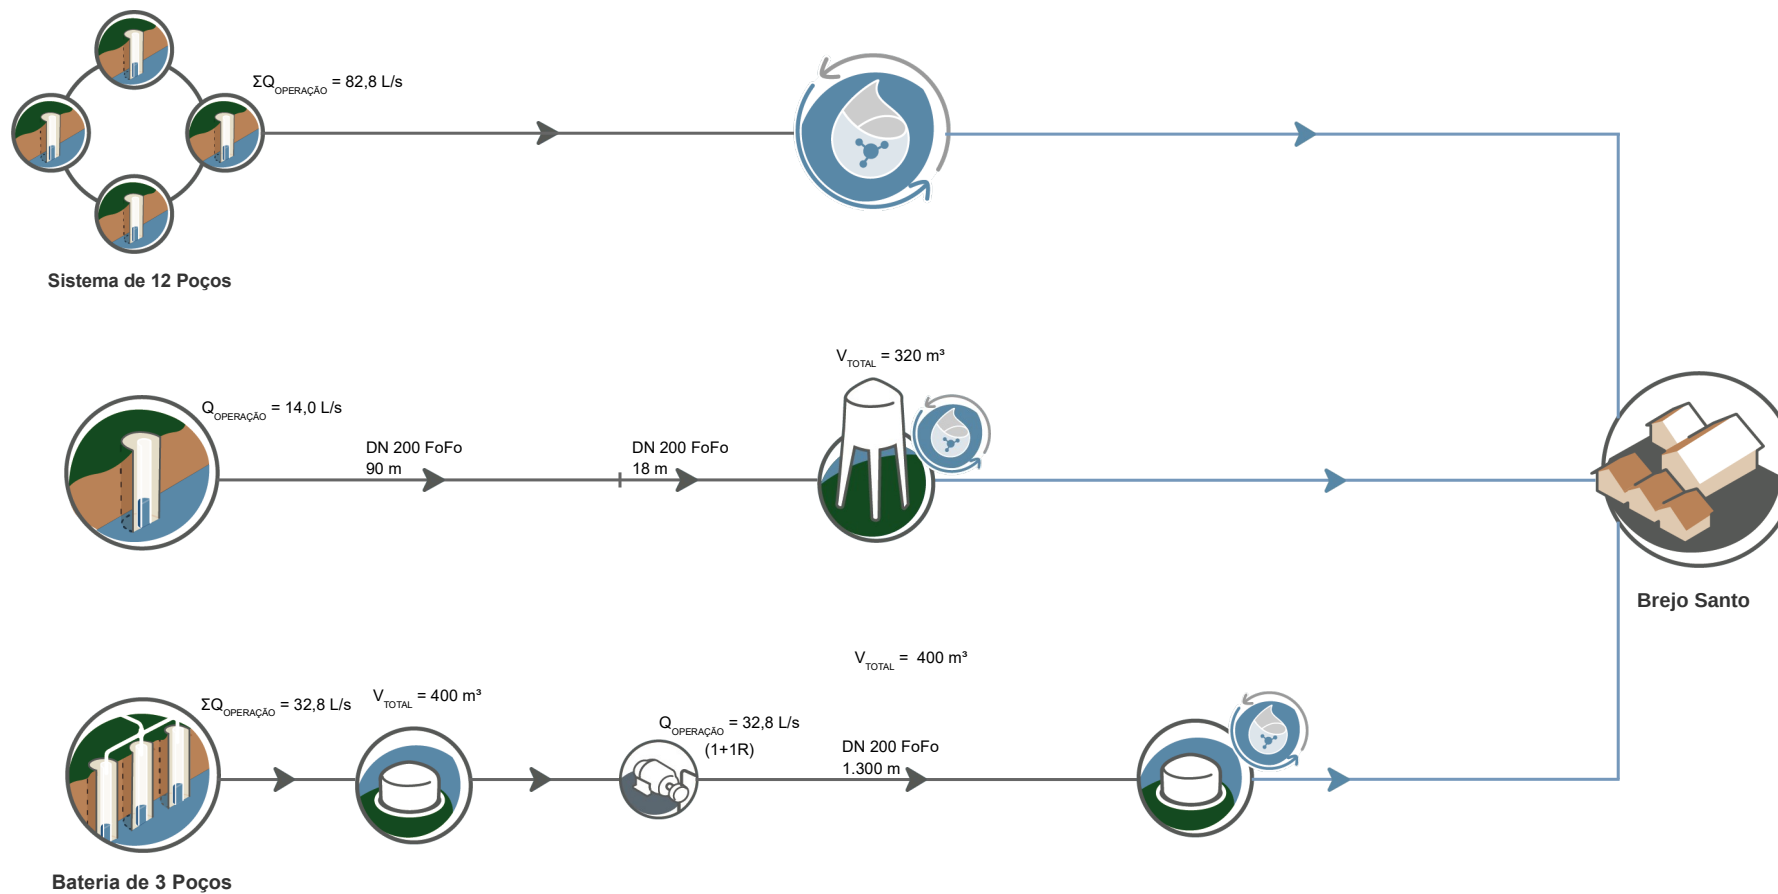 ΣQOPERAÇÃO = 82,8 L/s
Sistema de 12 Poços
VTOTAL = 320 m³
QOPERAÇÃO = 14,0 L/s
DN 200 FoFo
90 m
DN 200 FoFo
18 m
Brejo Santo
VTOTAL = 400 m³
ΣQOPERAÇÃO = 32,8 L/s
VTOTAL = 400 m³
QOPERAÇÃO = 32,8 L/s
(1+1R)
DN 200 FoFo
1.300 m
Bateria de 3 Poços